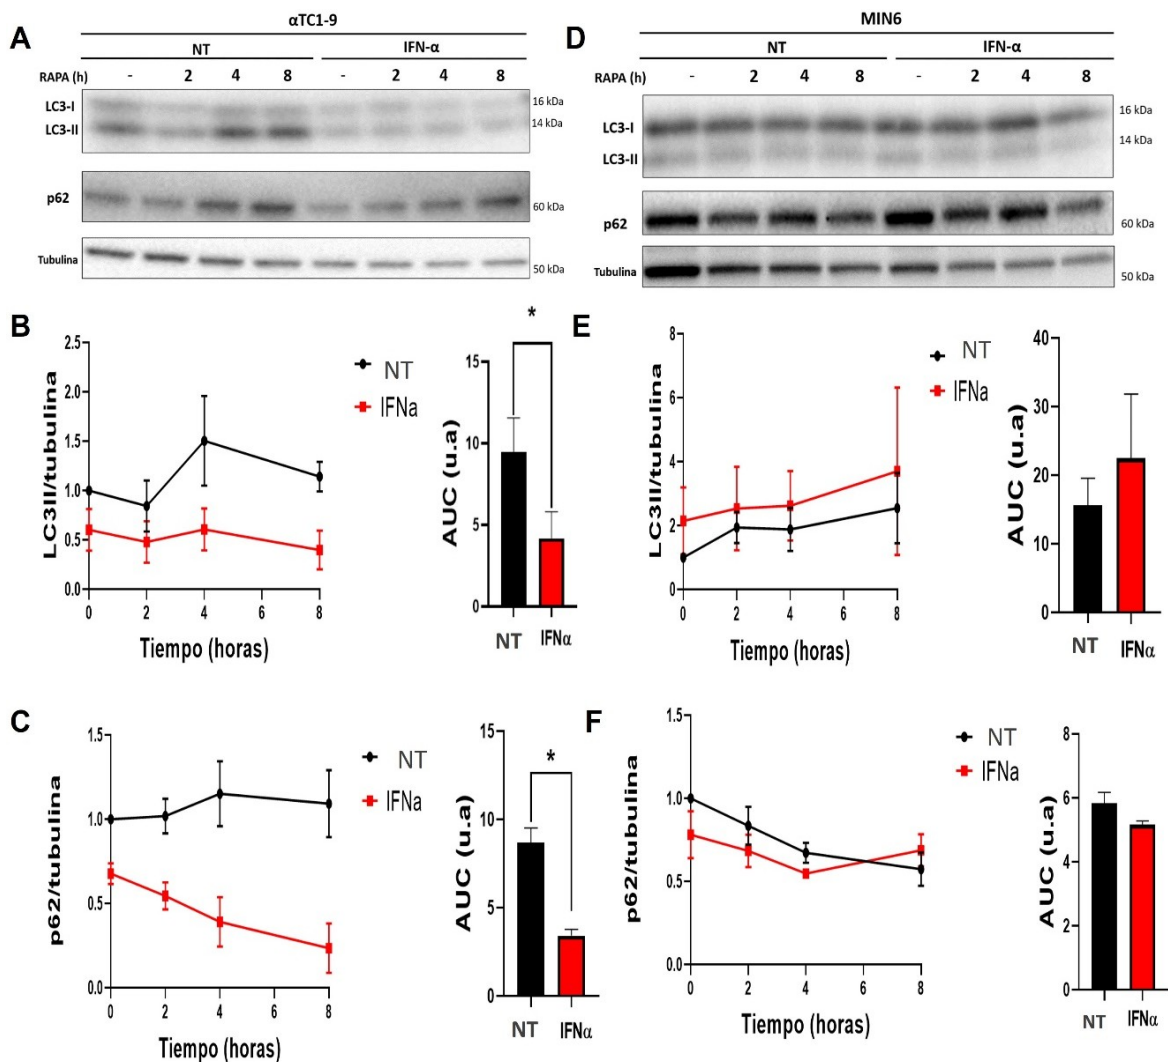 αTC1-9
A
NT IFN-α
RAPA (h) - 2 4 8 - 2 4 8
LC3-I 16 kDa
LC3-II 14 kDa
p62 60 kDa
Tubulina 50 kDa
MIN6
D
NT IFN-α
RAPA (h) - 2 4 8 - 2 4 8
LC3-I 16 kDa
LC3-II 14 kDa
p62 60 kDa
Tubulina 50 kDa
B
LC3II/tubulina
2.5
2.0
1.5
1.0
0.5
0.0
0 2 4 6 8
Tiempo (horas)
NT
IFNa
*
AUC (u.a)
15
10
5
0
NT IFNα
E
LC3II/tubulina
8
6
4
2
0
0 2 4 6 8
Tiempo (horas)
NT
IFNa
AUC (u.a)
40
30
20
10
0
NT IFNα
C
p62/tubulina
1.5
1.0
0.5
0.0
0 2 4 6 8
Tiempo (horas)
NT
IFNa
*
AUC (u.a)
15
10
5
0
NT IFNα
F
p62/tubulina
1.5
1.0
0.5
0.0
0 2 4 6 8
Tiempo (horas)
NT
IFNa
AUC (u.a)
8
6
4
2
0
NT IFNα